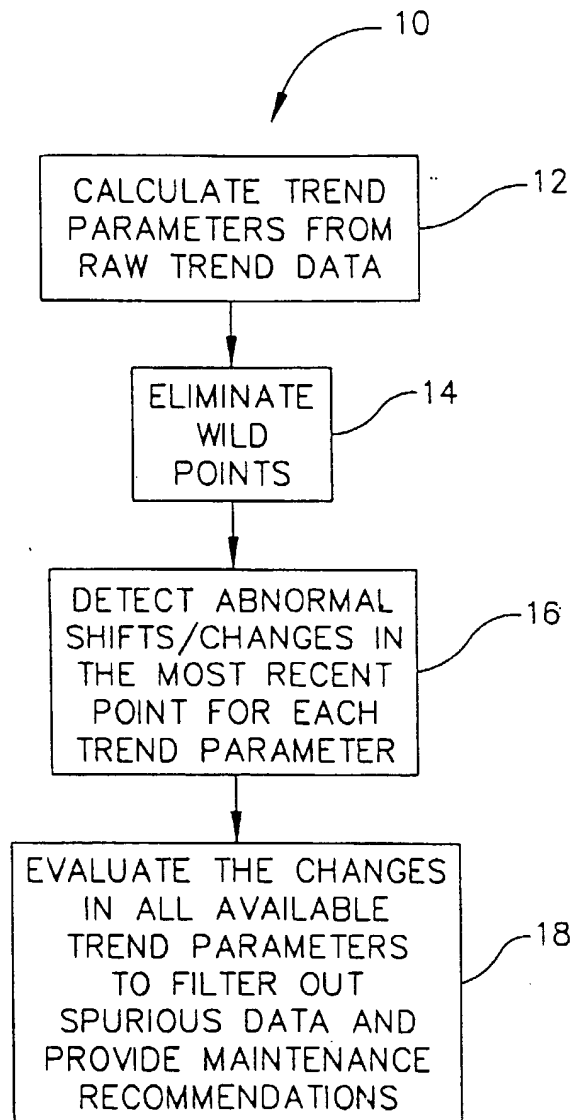 10
CALCULATE TREND
PARAMETERS FROM
RAW TREND DATA
12
ELIMINATE
WILD
POINTS
14
DETECT ABNORMAL
SHIFTS/CHANGES IN
THE MOST RECENT
POINT FOR EACH
TREND PARAMETER
16
EVALUATE THE CHANGES
IN ALL AVAILABLE
TREND PARAMETERS
TO FILTER OUT
SPURIOUS DATA AND
PROVIDE MAINTENANCE
RECOMMENDATIONS
18